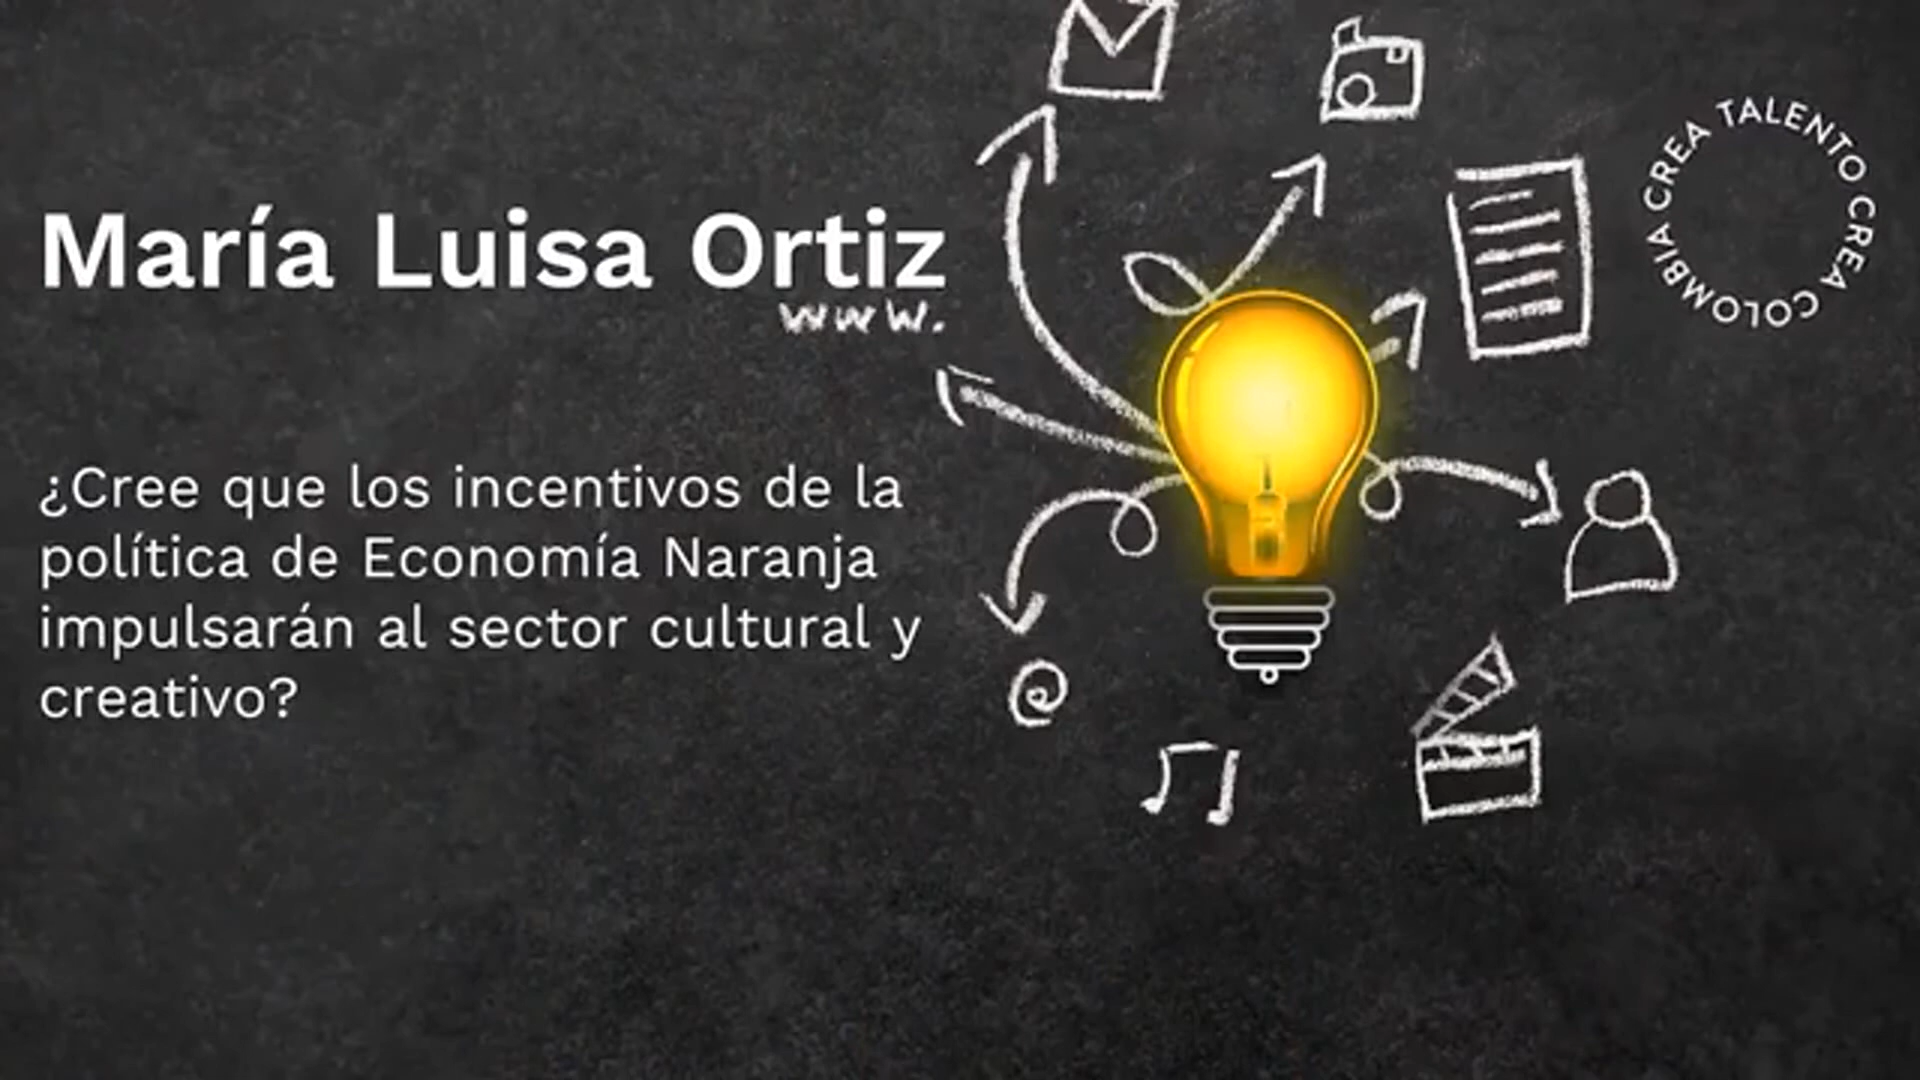 María Luisa Ortiz
www.
¿Cree que los incentivos de la
política de Economía Naranja
impulsarán al sector cultural y
creativo?
CREA TALENTO CREA COLOMBIA
@